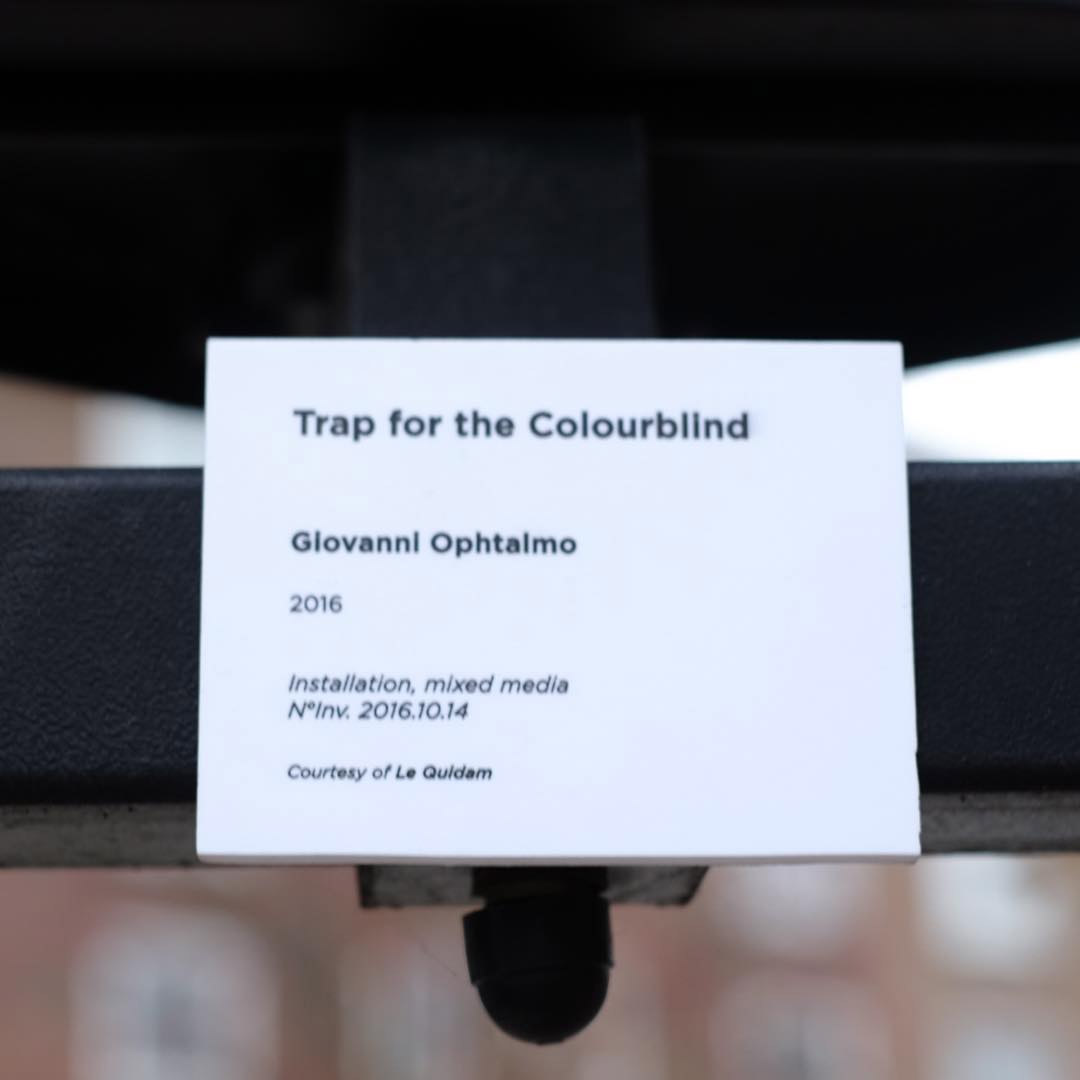 Trap for the Colourblind
Giovanni Ophtalmo
2016
Installation, mixed media
N°Inv. 2016.10.14
Courtesy of Le Quidam